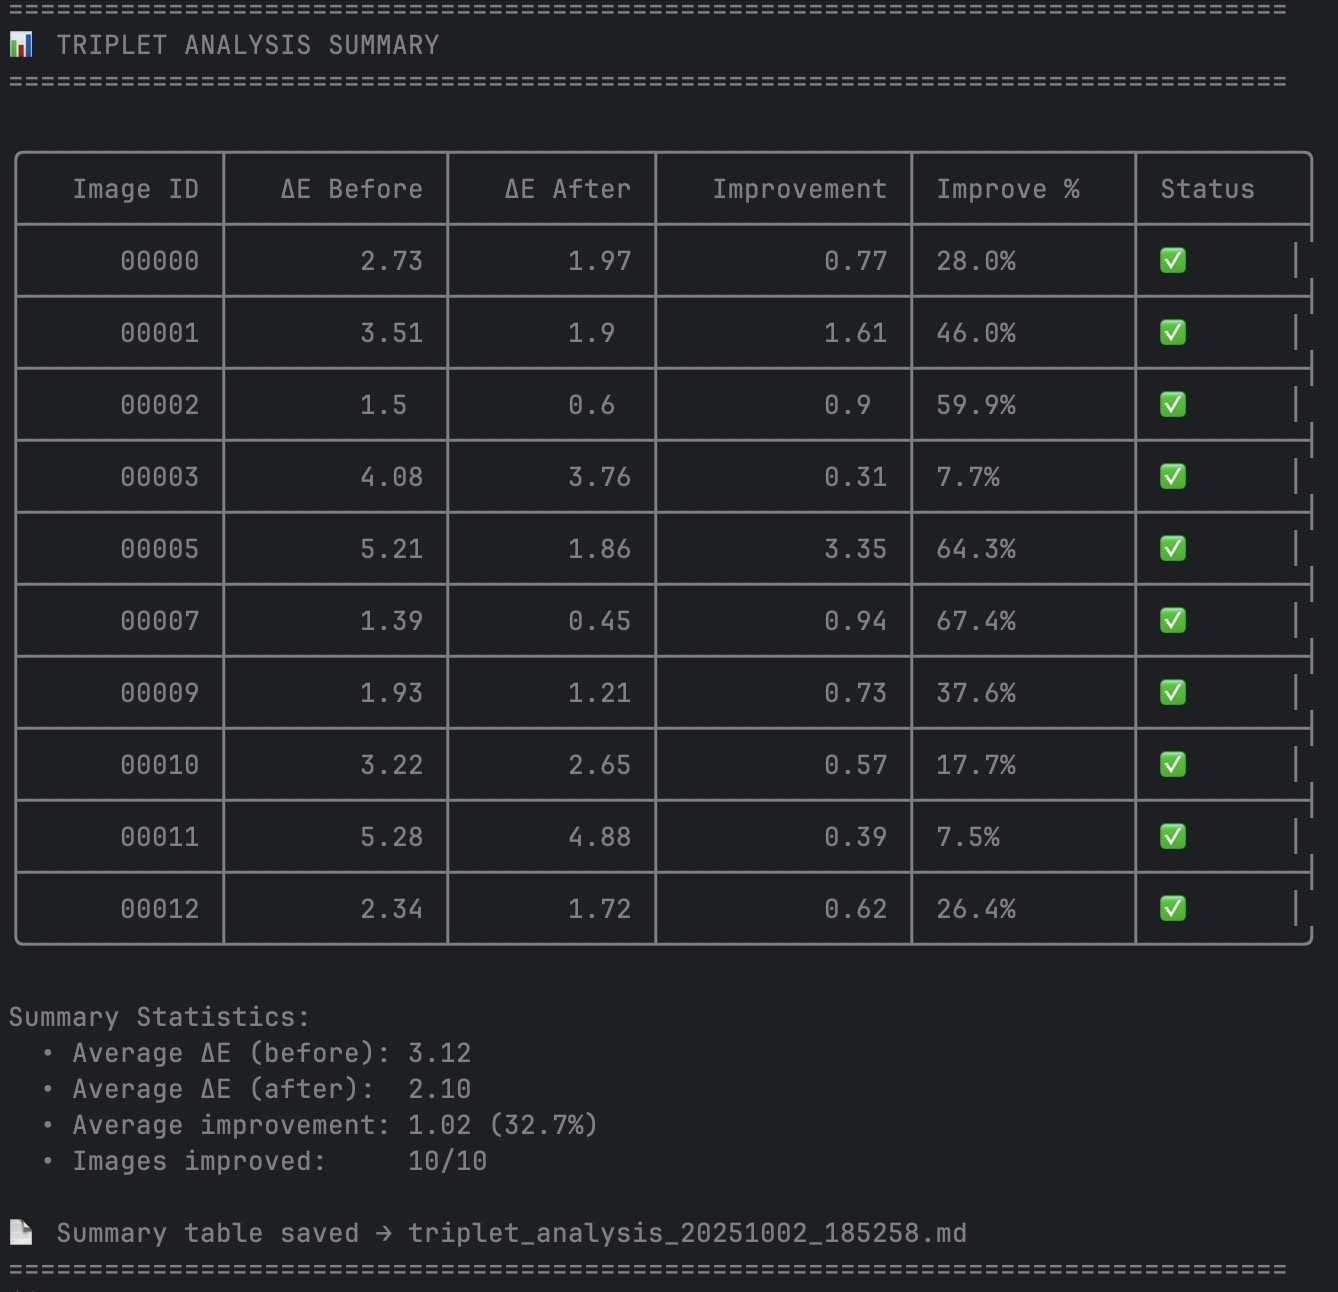 ================================================================================
📊 TRIPLET ANALYSIS SUMMARY
================================================================================
Image ID ΔE Before ΔE After Improvement Improve % Status
00000 2.73 1.97 0.77 28.0% ✅
00001 3.51 1.9 1.61 46.0% ✅
00002 1.5 0.6 0.9 59.9% ✅
00003 4.08 3.76 0.31 7.7% ✅
00005 5.21 1.86 3.35 64.3% ✅
00007 1.39 0.45 0.94 67.4% ✅
00009 1.93 1.21 0.73 37.6% ✅
00010 3.22 2.65 0.57 17.7% ✅
00011 5.28 4.88 0.39 7.5% ✅
00012 2.34 1.72 0.62 26.4% ✅
Summary Statistics:
• Average ΔE (before): 3.12
• Average ΔE (after): 2.10
• Average improvement: 1.02 (32.7%)
• Images improved: 10/10
📄 Summary table saved → triplet_analysis_20251002_185258.md
================================================================================